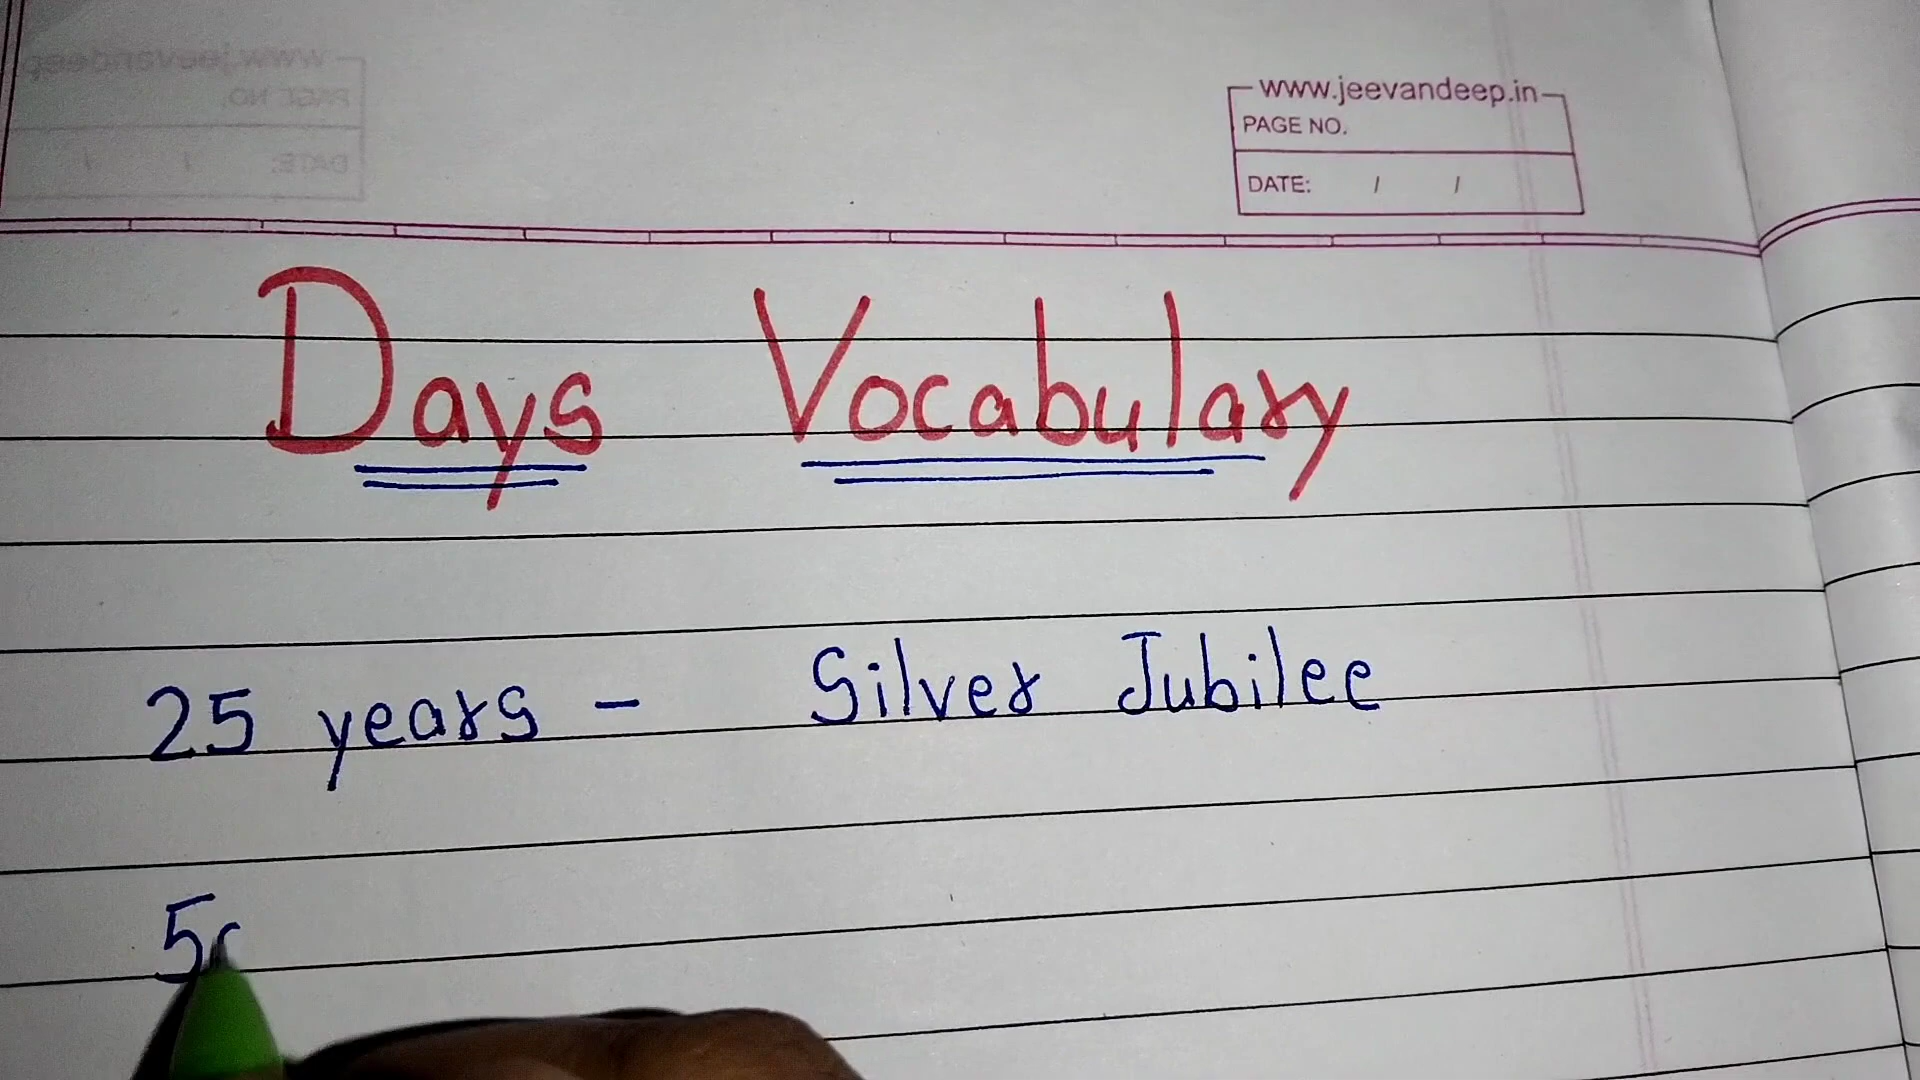 www.jeevandeep.in
PAGE NO.
DATE: / /
Days Vocabulary
25 years - Silver Jubilee
5